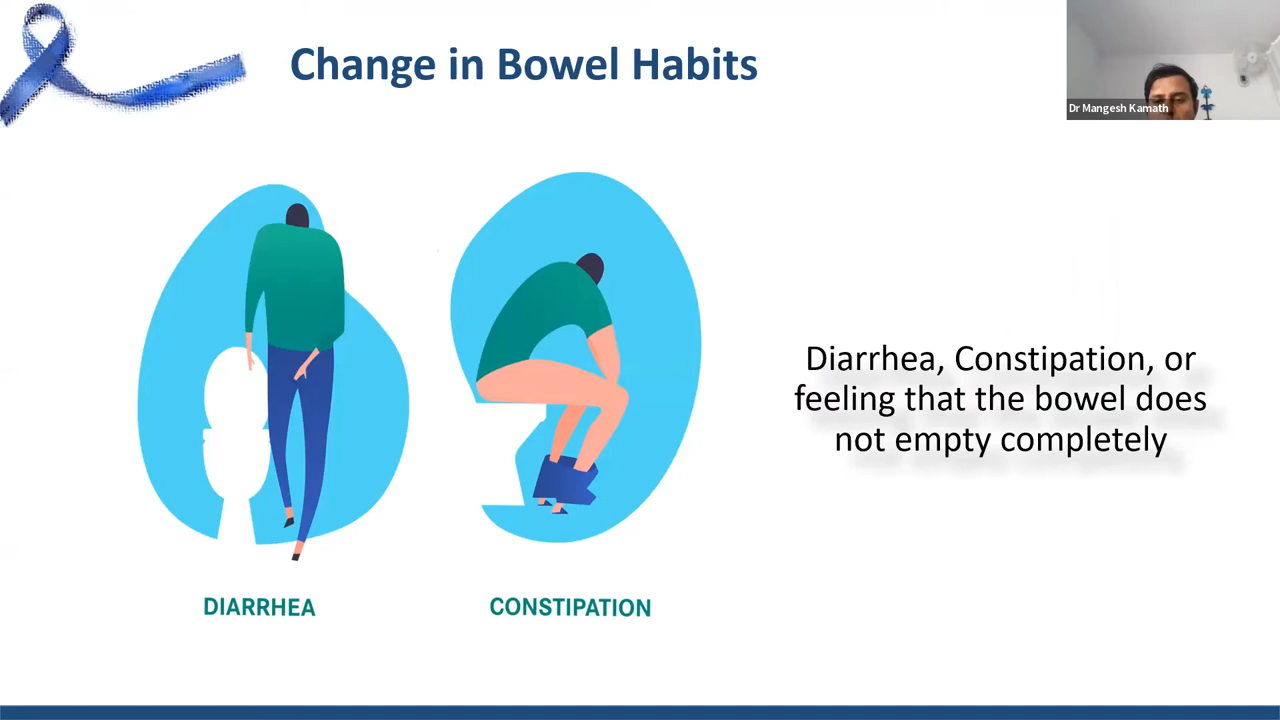 Change in Bowel Habits
Dr Mangesh Kamath
Diarrhea, Constipation, or
feeling that the bowel does
not empty completely
DIARRHEA
CONSTIPATION